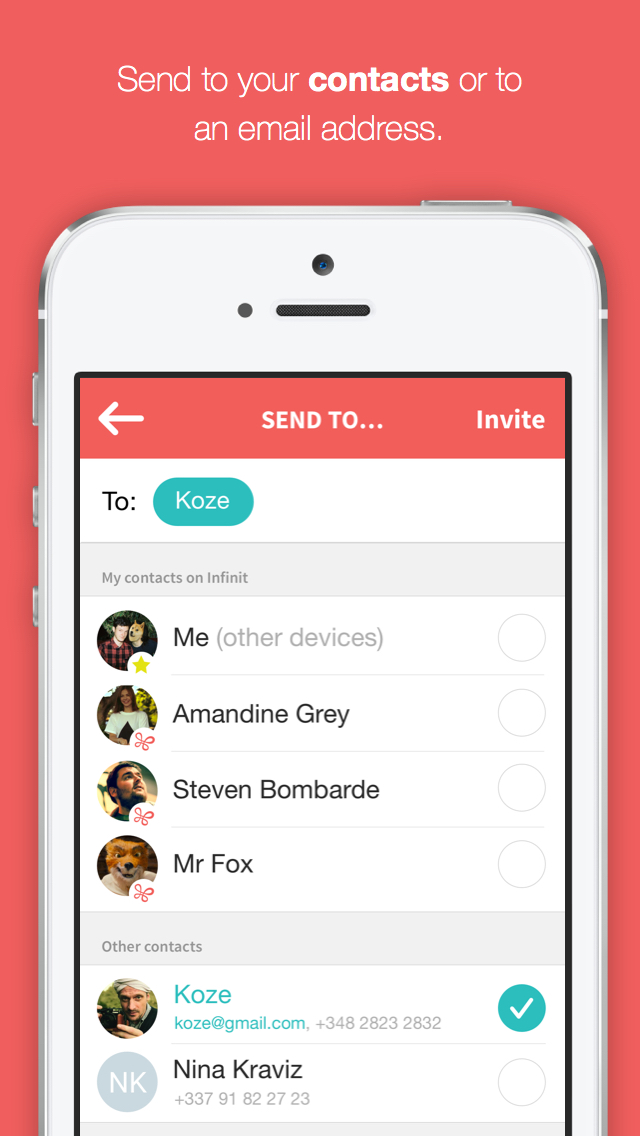 Send to your contacts or to
an email address.
SEND TO...
Invite
To: Koze
My contacts on Infinit
Me (other devices)
Amandine Grey
Steven Bombarde
Mr Fox
Other contacts
Koze
koze@gmail.com, +348 2823 2832
NK
Nina Kraviz
+337 91 82 27 23